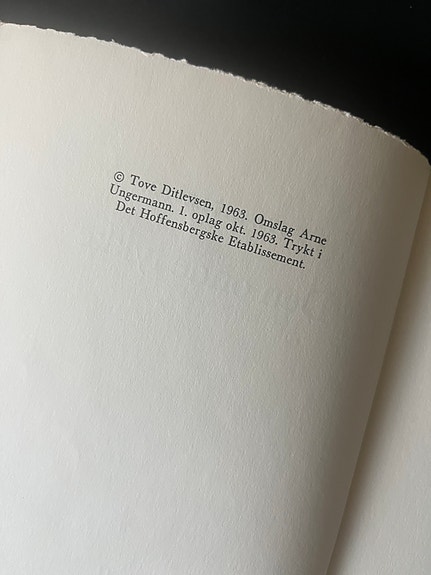 © Tove Ditlevsen, 1963. Omslag Arne
Ungermann. 1. oplag okt. 1963. Trykt i
Det Hoffensbergske Etablissement.